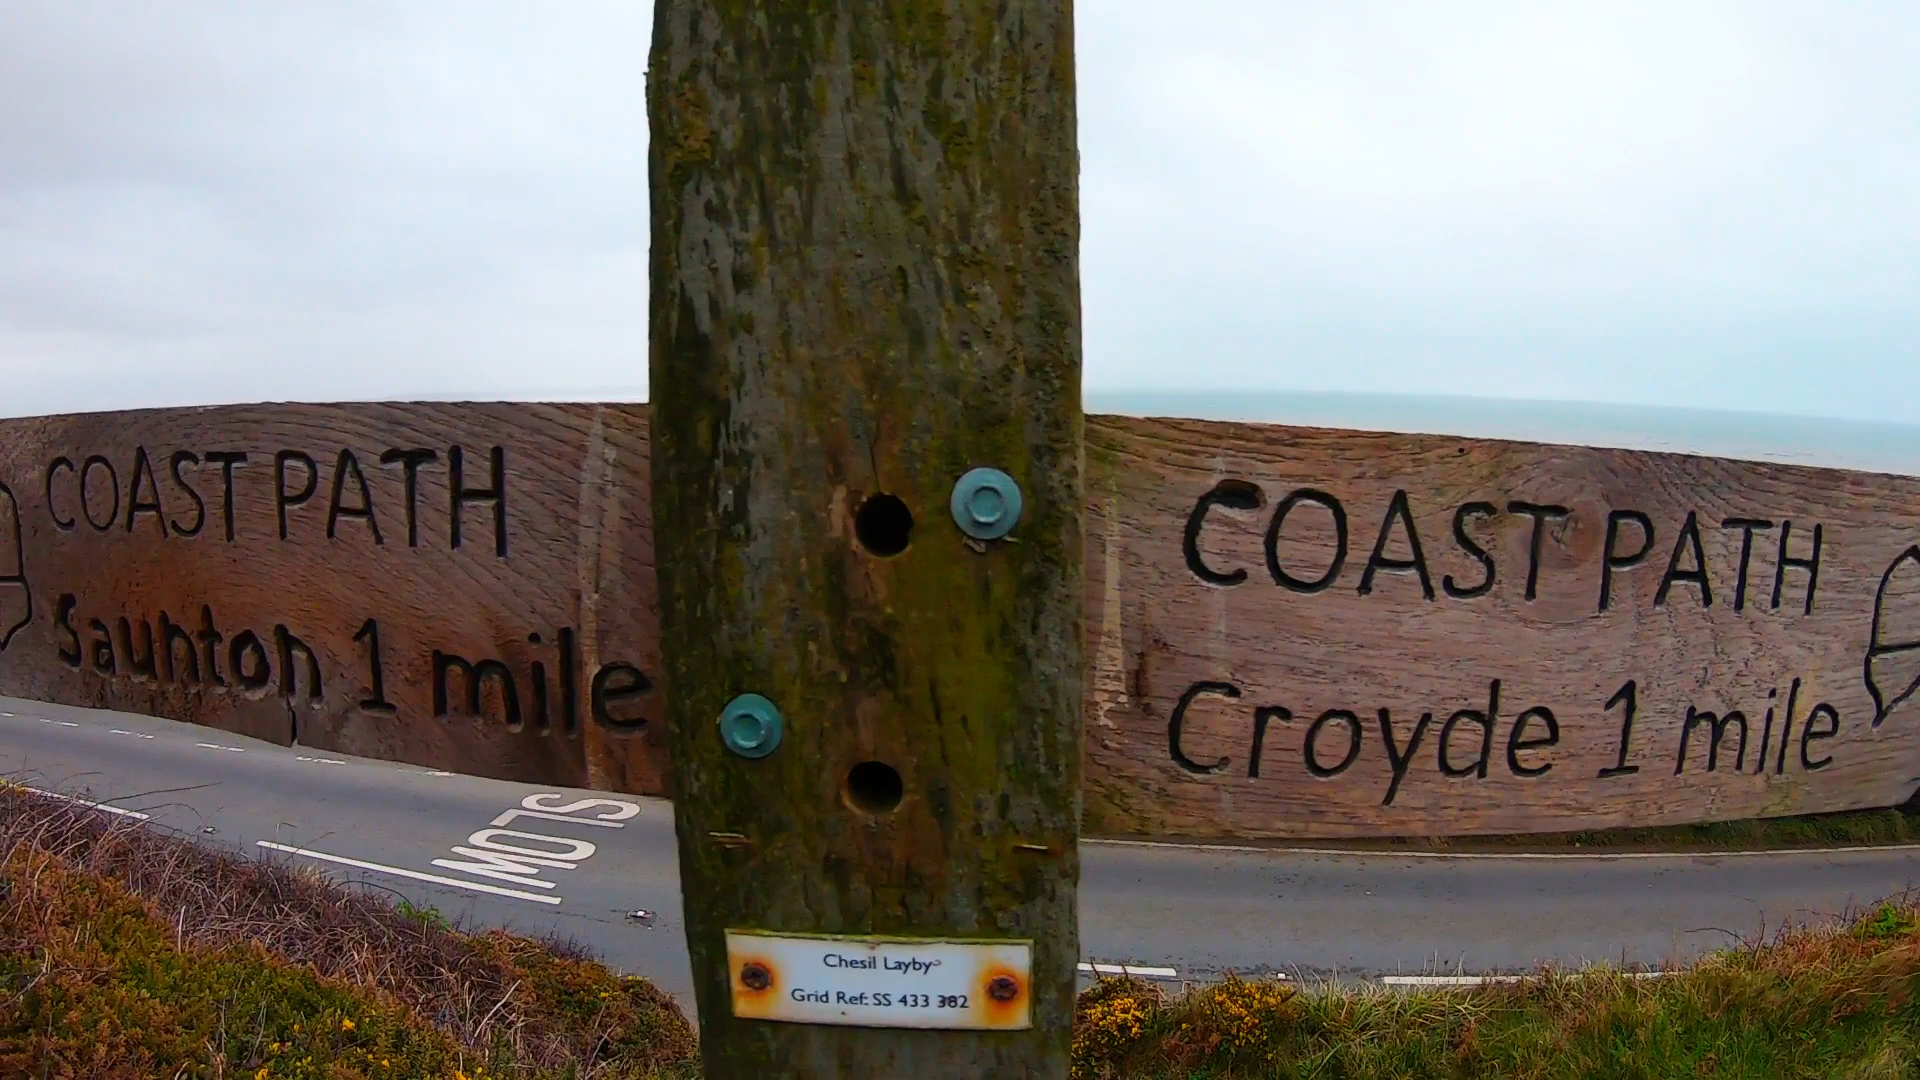 COAST PATH
Saunton 1 mile
COAST PATH
Croyde 1 mile
SLOW
Chesil Layby
Grid Ref: SS 433 382